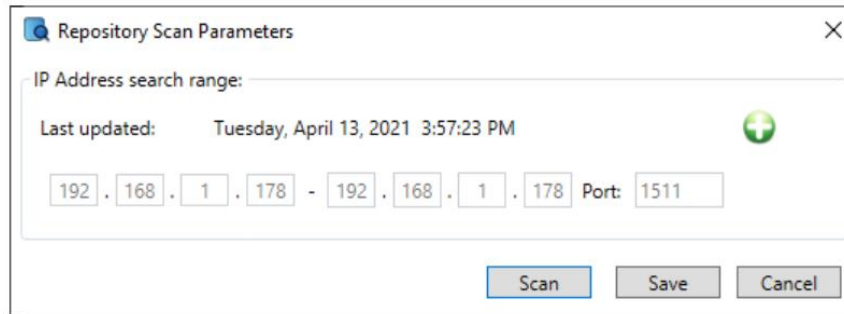 Repository Scan Parameters
IP Address search range:
Last updated: Tuesday, April 13, 2021 3:57:23 PM
192 . 168 . 1 . 178 - 192 . 168 . 1 . 178 Port: 1511
Scan Save Cancel